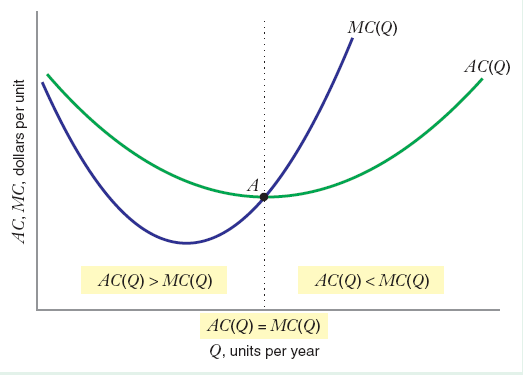 MC(Q)
AC(Q)
AC, MC, dollars per unit
A
AC(Q) > MC(Q)
AC(Q) < MC(Q)
AC(Q) = MC(Q)
Q, units per year